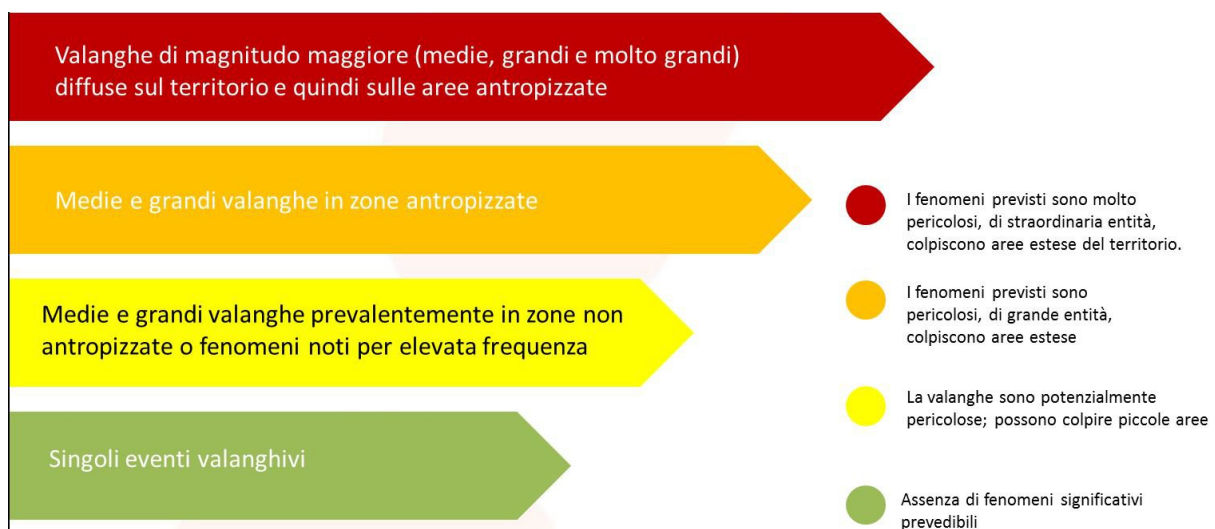 Valanghe di magnitudo maggiore (medie, grandi e molto grandi)
diffuse sul territorio e quindi sulle aree antropizzate
Medie e grandi valanghe in zone antropizzate
Medie e grandi valanghe prevalentemente in zone non
antropizzate o fenomeni noti per elevata frequenza
Singoli eventi valanghivi
I fenomeni previsti sono molto
pericolosi, di straordinaria entità,
colpiscono aree estese del territorio.
I fenomeni previsti sono
pericolosi, di grande entità,
colpiscono aree estese
La valanghe sono potenzialmente
pericolose; possono colpire piccole aree
Assenza di fenomeni significativi
prevedibili